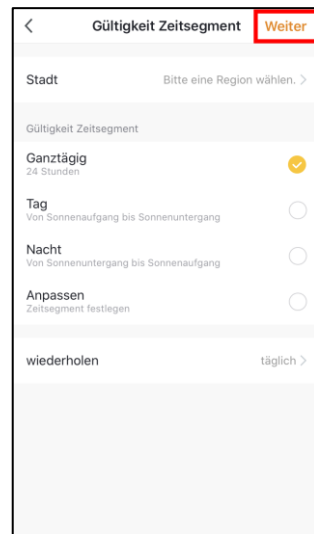 Gültigkeit Zeitsegment Weiter
Stadt Bitte eine Region wählen. >
Gültigkeit Zeitsegment
Ganztägig
24 Stunden
Tag
Von Sonnenaufgang bis Sonnenuntergang
Nacht
Von Sonnenuntergang bis Sonnenaufgang
Anpassen
Zeitsegment festlegen
wiederholen täglich >